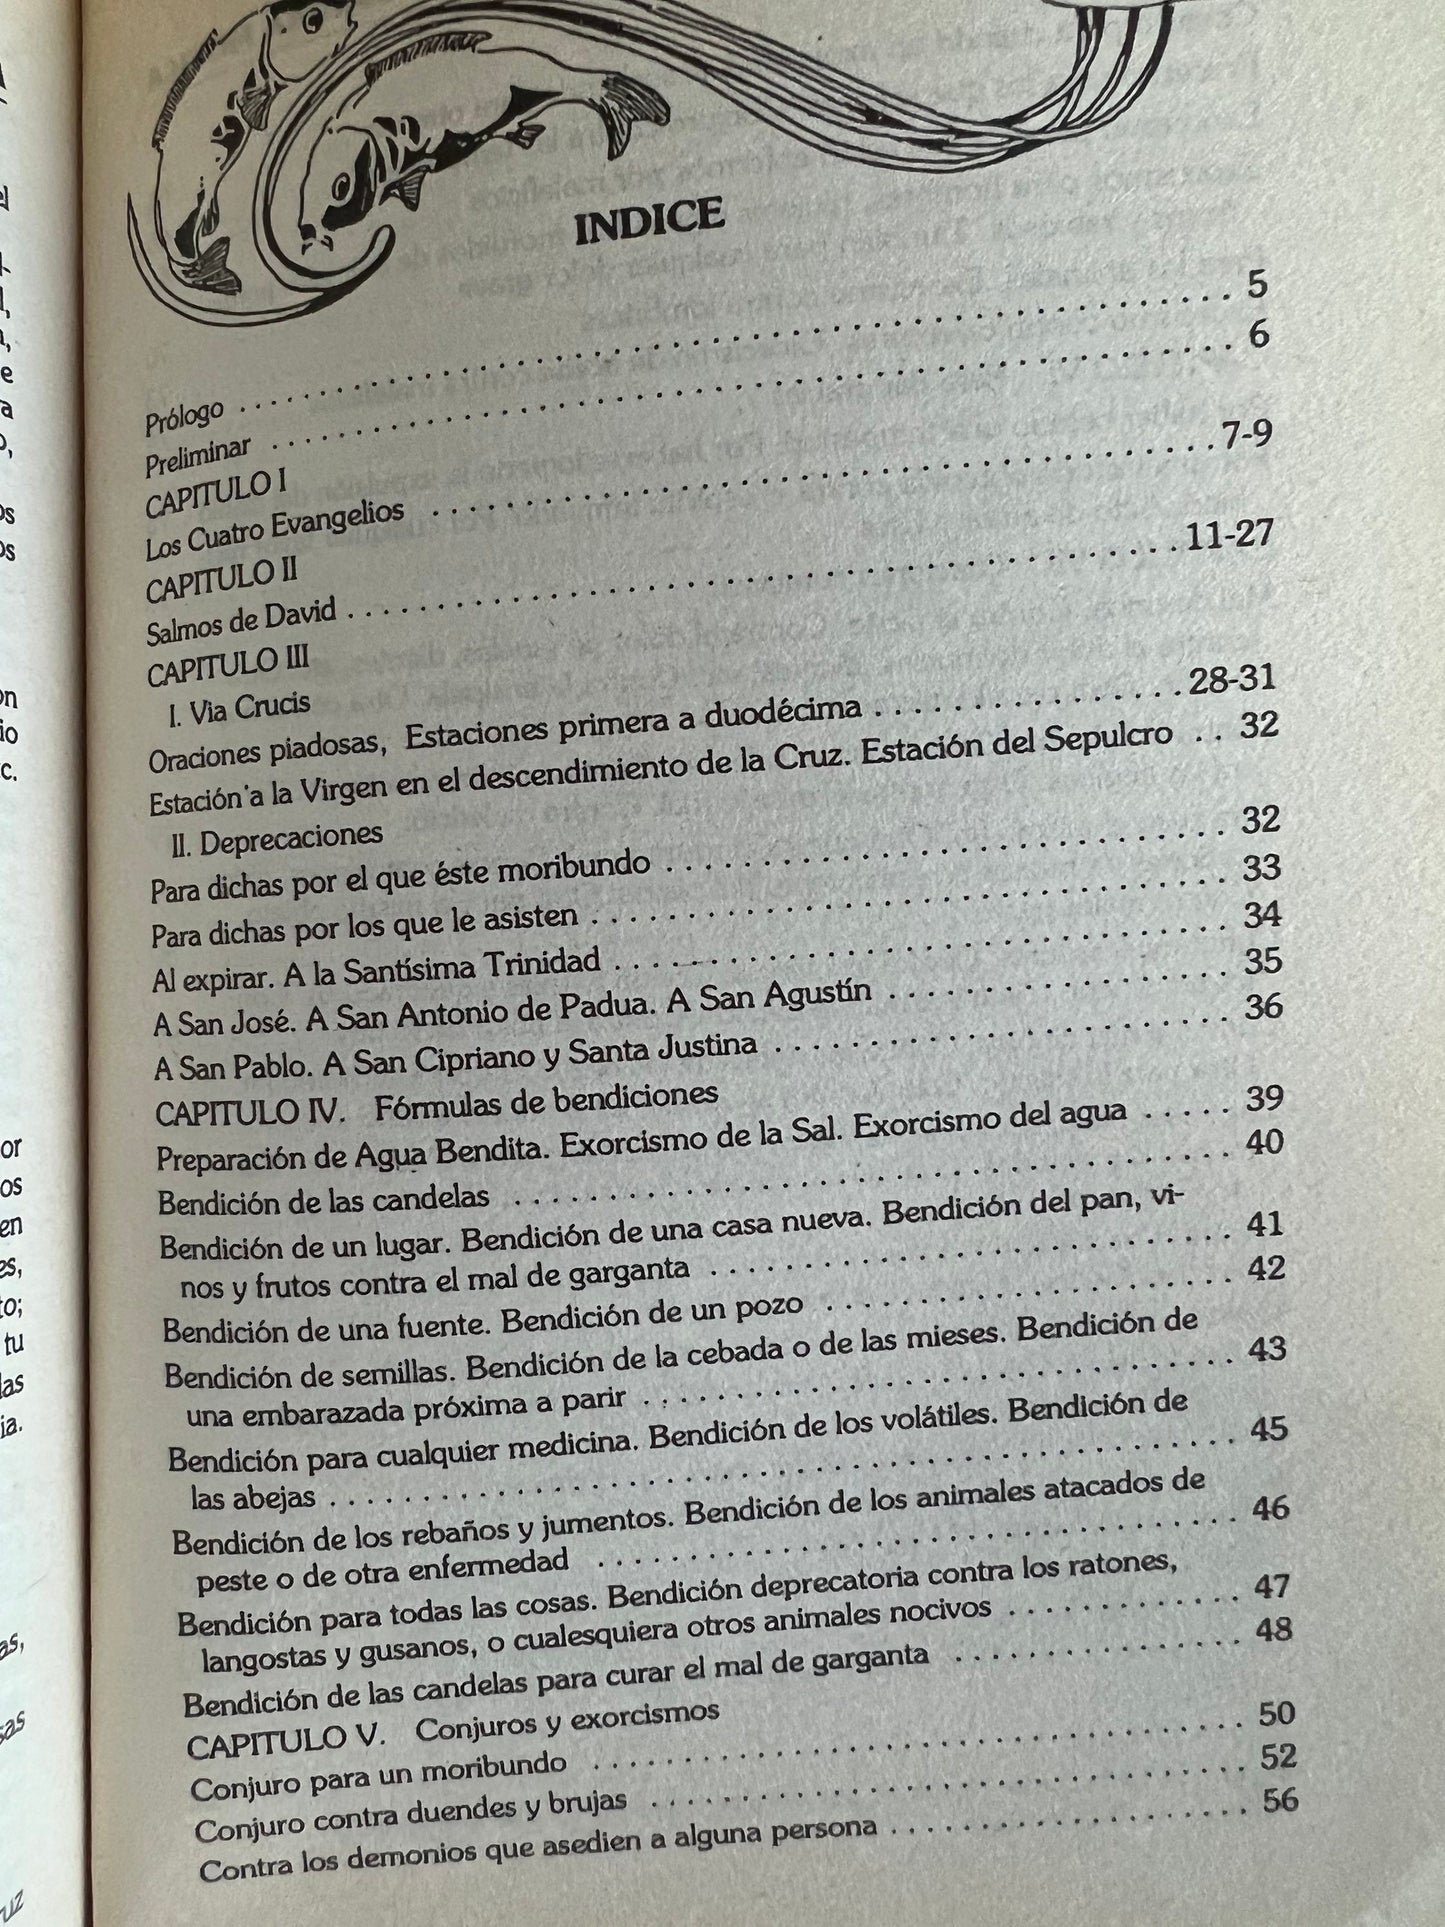 INDICE
Prólogo . . . . . . . . . . . . . . . . . . . . . . . . . . . . . . . . . . . . . . . 5
Preliminar . . . . . . . . . . . . . . . . . . . . . . . . . . . . . . . . . . . . . 6
CAPITULO I
Los Cuatro Evangelios . . . . . . . . . . . . . . . . . . . . . . . . . . . . . 7-9
CAPITULO II
Salmos de David . . . . . . . . . . . . . . . . . . . . . . . . . . . . . . . . 11-27
CAPITULO III
I. Via Crucis
Oraciones piadosas, Estaciones primera a duodécima . . . . . . . . . . . . 28-31
Estación a la Virgen en el descendimiento de la Cruz. Estación del Sepulcro . . 32
II. Deprecaciones
Para dichas por el que éste moribundo . . . . . . . . . . . . . . . . . . . . . 32
Para dichas por los que le asisten . . . . . . . . . . . . . . . . . . . . . . . . 33
Al expirar. A la Santísima Trinidad . . . . . . . . . . . . . . . . . . . . . . . 34
A San José. A San Antonio de Padua. A San Agustín . . . . . . . . . . . . . 35
A San Pablo. A San Cipriano y Santa Justina . . . . . . . . . . . . . . . . . 36
CAPITULO IV. Fórmulas de bendiciones
Preparación de Agua Bendita. Exorcismo de la Sal. Exorcismo del agua . . . . . 39
Bendición de las candelas . . . . . . . . . . . . . . . . . . . . . . . . . . . . 40
Bendición de un lugar. Bendición de una casa nueva. Bendición del pan, vi-
nos y frutos contra el mal de garganta . . . . . . . . . . . . . . . . . . . . . 41
Bendición de una fuente. Bendición de un pozo . . . . . . . . . . . . . . . . 42
Bendición de semillas. Bendición de la cebada o de las mieses. Bendición de
una embarazada próxima a parir . . . . . . . . . . . . . . . . . . . . . . . . 43
Bendición para cualquier medicina. Bendición de los volátiles. Bendición de
las abejas . . . . . . . . . . . . . . . . . . . . . . . . . . . . . . . . . . . . 45
Bendición de los rebaños y jumentos. Bendición de los animales atacados de
peste o de otra enfermedad . . . . . . . . . . . . . . . . . . . . . . . . . . 46
Bendición para todas las cosas. Bendición deprecatoria contra los ratones,
langostas y gusanos, o cualesquiera otros animales nocivos . . . . . . . . . . 47
Bendición de las candelas para curar el mal de garganta . . . . . . . . . . . 48
CAPITULO V. Conjuros y exorcismos
Conjuro para un moribundo . . . . . . . . . . . . . . . . . . . . . . . . . . 50
Conjuro contra duendes y brujas . . . . . . . . . . . . . . . . . . . . . . . . 52
Contra los demonios que asedien a alguna persona . . . . . . . . . . . . . . 56